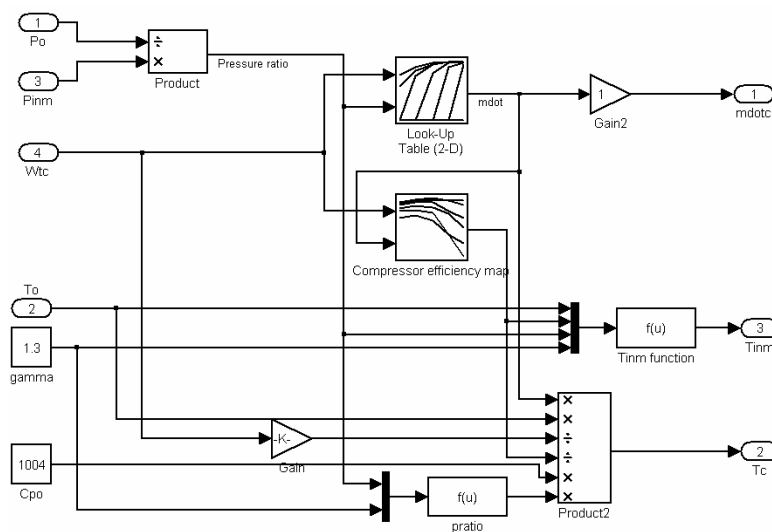 1
Po
÷
×
3
Pinm
Product
Pressure ratio
4
Wtc
mdot
Look-Up
Table (2-D)
1
Gain2
1
mdotc
Compressor efficiency map
To
2
1.3
gamma
f(u)
Tinm function
3
Tinm
-K-
Gain
1004
Cpo
f(u)
pratio
×
×
÷
÷
×
×
Product2
2
Tc